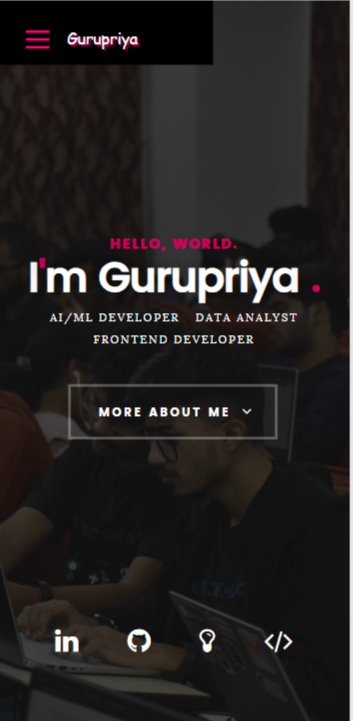 Gurupriya
HELLO, WORLD.
I'm Gurupriya .
AI/ML DEVELOPER DATA ANALYST
FRONTEND DEVELOPER
MORE ABOUT ME
in